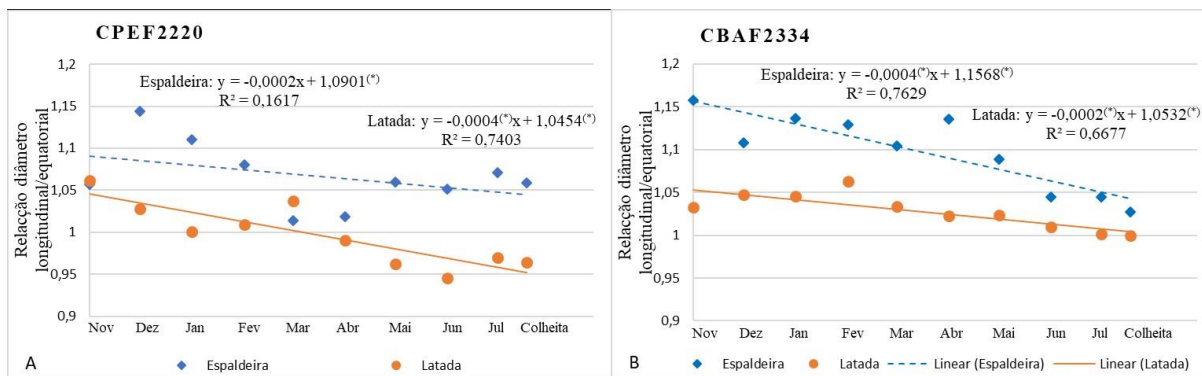 CPEF2220
Relacção diâmetro
longitudinal/equatorial
1,2
1,15
1,1
1,05
1
0,95
0,9
Espaldeira: y = -0,0002x + 1,0901(*)
R² = 0,1617
Latada: y = -0,0004(*)x + 1,0454(*)
R² = 0,7403
Nov Dez Jan Fev Mar Abr Mai Jun Jul Colheita
A
Espaldeira Latada
CBAF2334
Relação diâmetro
longitudinal/equatorial
1,2
1,15
1,1
1,05
1
0,95
0,9
Espaldeira: y = -0,0004(*)x + 1,1568(*)
R² = 0,7629
Latada: y = -0,0002(*)x + 1,0532(*)
R² = 0,6677
Nov Dez Jan Fev Mar Abr Mai Jun Jul Colheita
B
Espaldeira Latada Linear (Espaldeira) Linear (Latada)